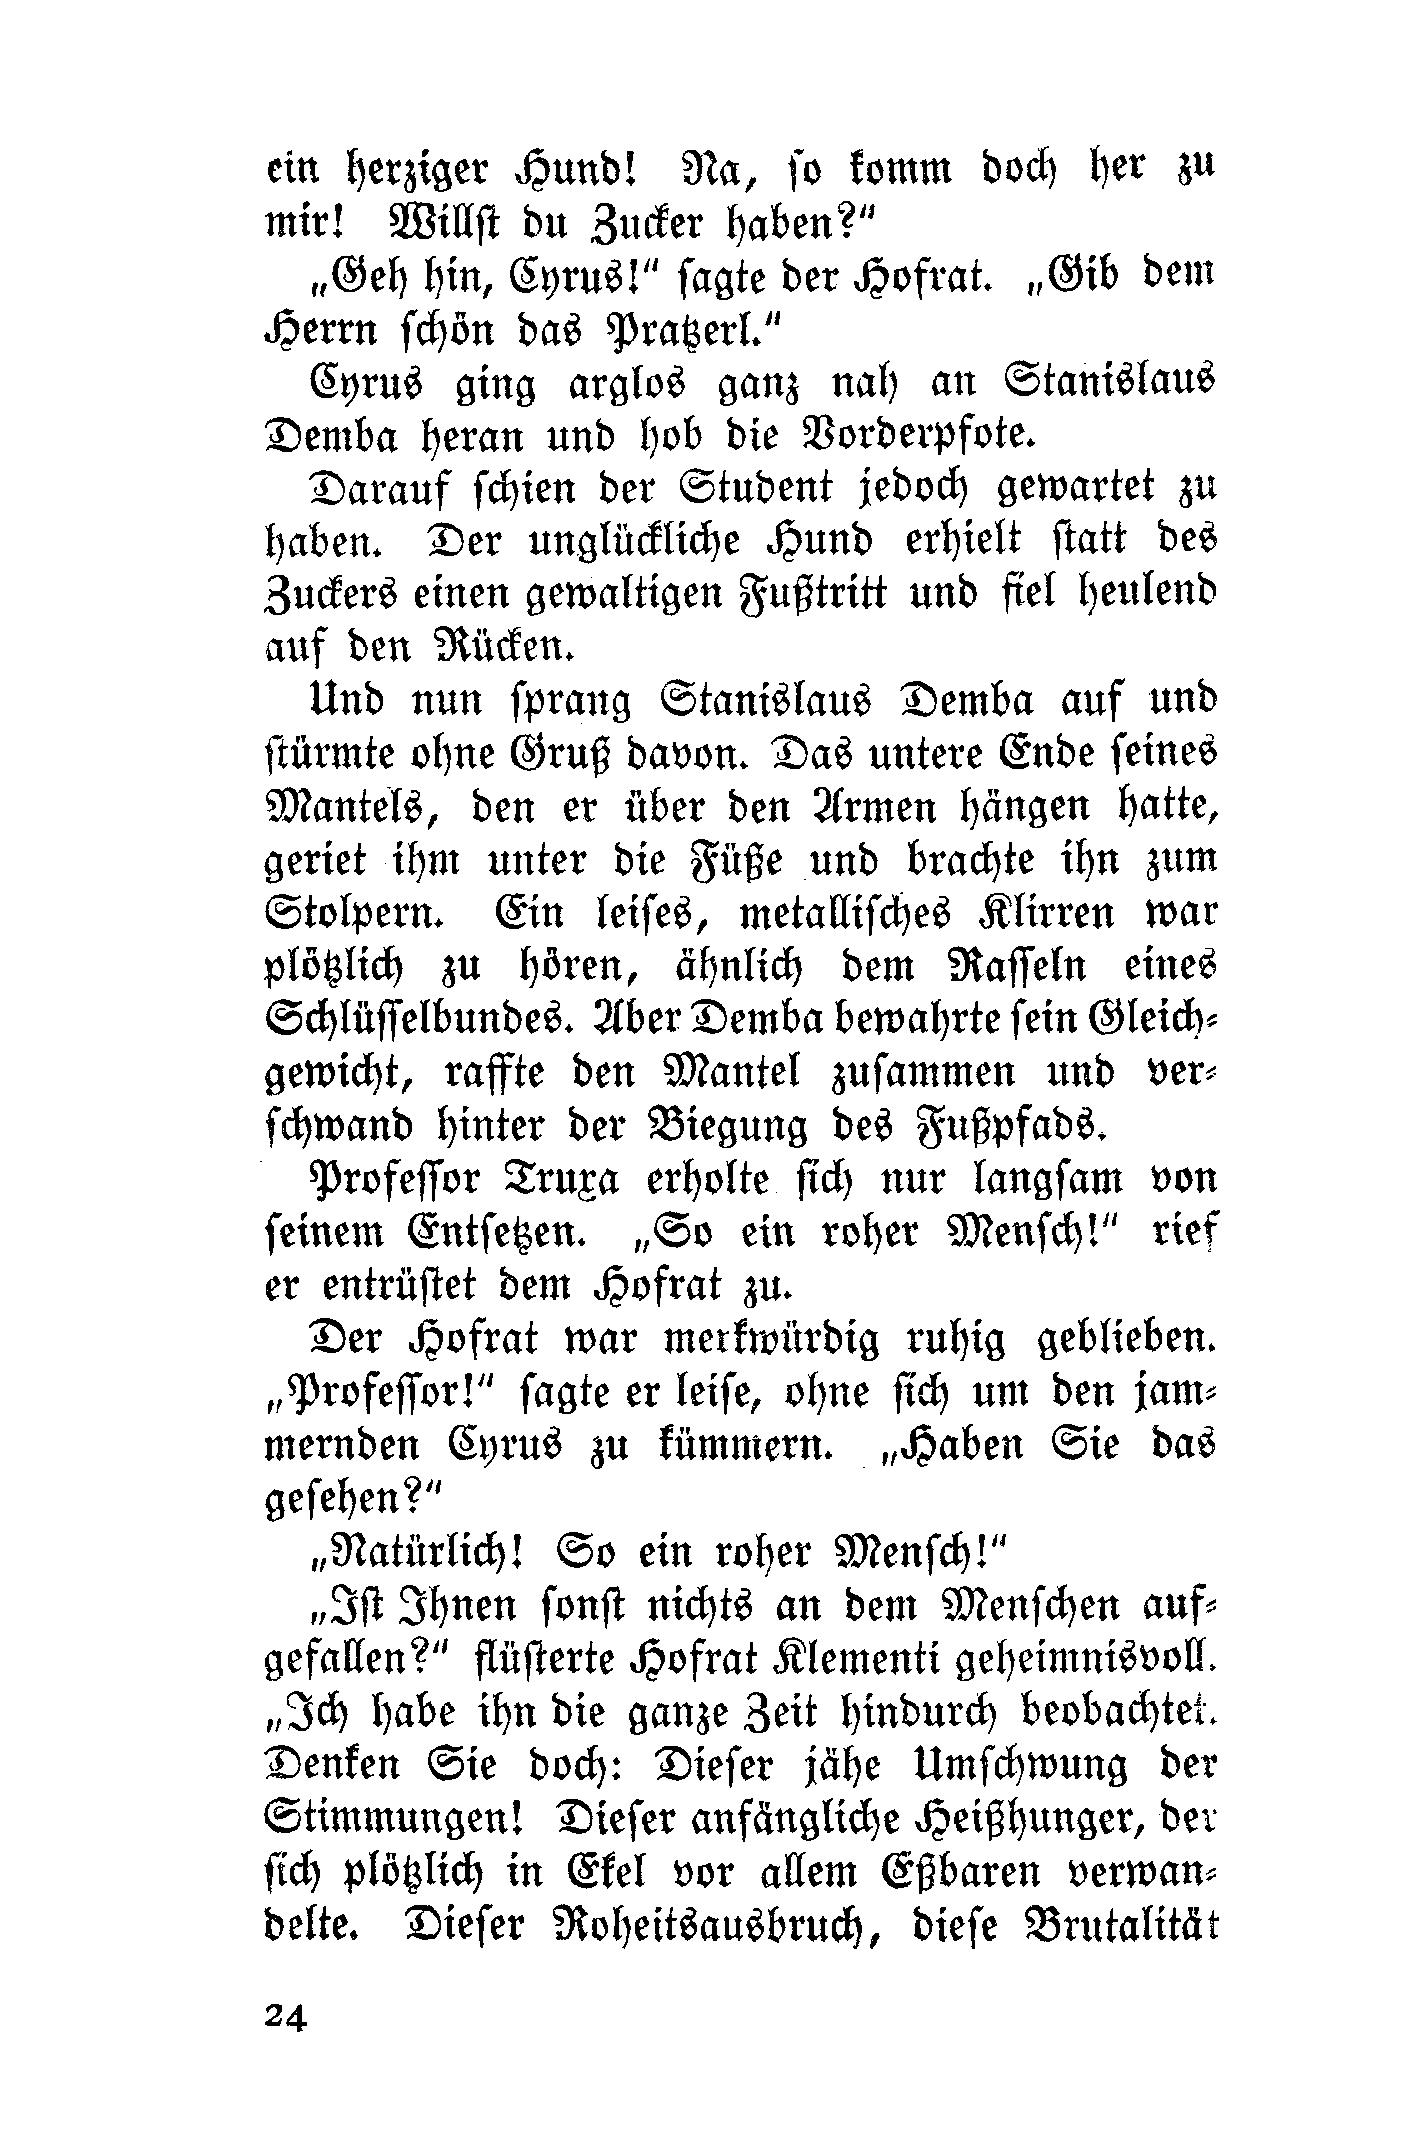 ein herziger Hund! Na, so komm doch her zu
mir! Willst du Zucker haben?“
„Geh hin, Cyrus!“ sagte der Hofrat. „Gib dem
Herrn schön das Pratzerl.“
Cyrus ging arglos ganz nah an Stanislaus
Demba heran und hob die Vorderpfote.
Darauf schien der Student jedoch gewartet zu
haben. Der unglückliche Hund erhielt statt des
Zuckers einen gewaltigen Fußtritt und fiel heulend
auf den Rücken.
Und nun sprang Stanislaus Demba auf und
stürmte ohne Gruß davon. Das untere Ende seines
Mantels, den er über den Armen hängen hatte,
geriet ihm unter die Füße und brachte ihn zum
Stolpern. Ein leises, metallisches Klirren war
plötzlich zu hören, ähnlich dem Rasseln eines
Schlüsselbundes. Aber Demba bewahrte sein Gleich-
gewicht, raffte den Mantel zusammen und ver-
schwand hinter der Biegung des Fußpfads.
Professor Truxa erholte sich nur langsam von
seinem Entsetzen. „So ein roher Mensch!“ rief
er entrüstet dem Hofrat zu.
Der Hofrat war merkwürdig ruhig geblieben.
„Professor!“ sagte er leise, ohne sich um den jam-
mernden Cyrus zu kümmern. „Haben Sie das
gesehen?“
„Natürlich! So ein roher Mensch!“
„Ist Ihnen sonst nichts an dem Menschen auf-
gefallen?“ flüsterte Hofrat Klementi geheimnisvoll.
„Ich habe ihn die ganze Zeit hindurch beobachtet.
Denken Sie doch: Dieser jähe Umschwung der
Stimmungen! Dieser anfängliche Heißhunger, der
sich plötzlich in Ekel vor allem Eßbaren verwan-
delte. Dieser Roheitsausbruch, diese Brutalität
24